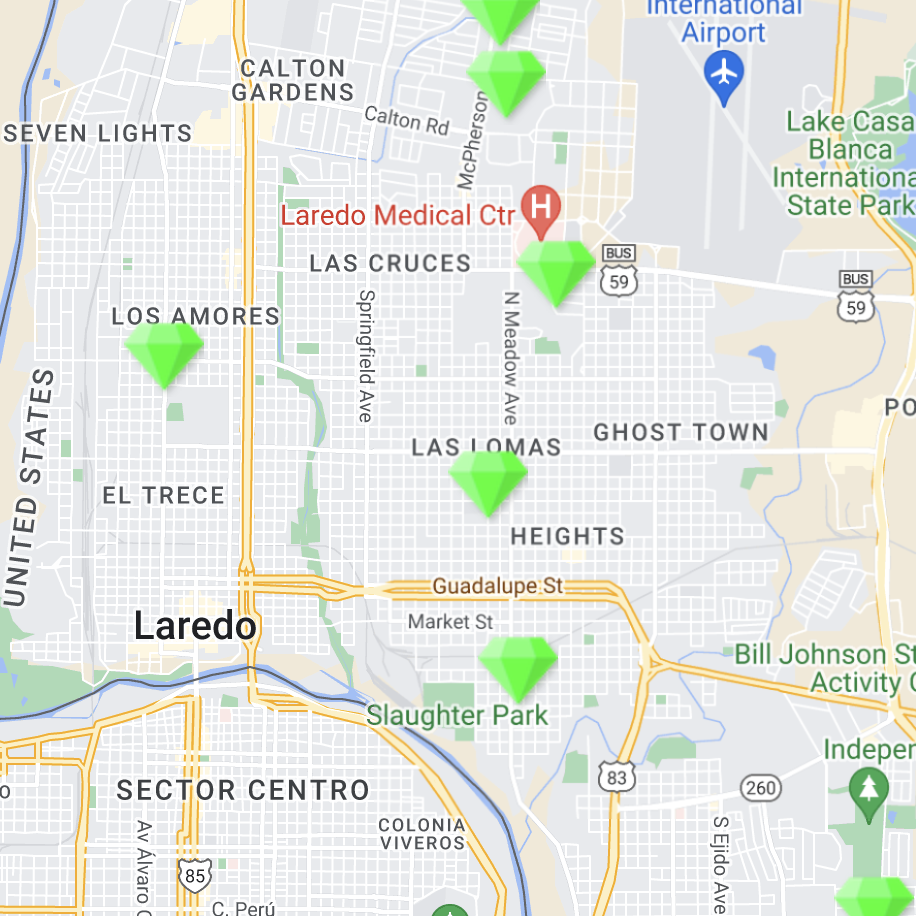 International
Airport
CALTON
GARDENS
Calton Rd
SEVEN LIGHTS
McPherson
Lake Casa
Blanca
Internationa
State Park
Laredo Medical Ctr
H
LAS CRUCES
BUS
59
BUS
59
LOS AMORES
Springfield Ave
N Meadow Ave
UNITED STATES
PO
GHOST TOWN
LAS LOMAS
EL TRECE
HEIGHTS
Guadalupe St
Laredo
Market St
Bill Johnson St
Activity C
Slaughter Park
Indepen
83
260
SECTOR CENTRO
COLONIA
VIVEROS
Av Álvaro O
S Ejido Ave
85
C. Perú
o